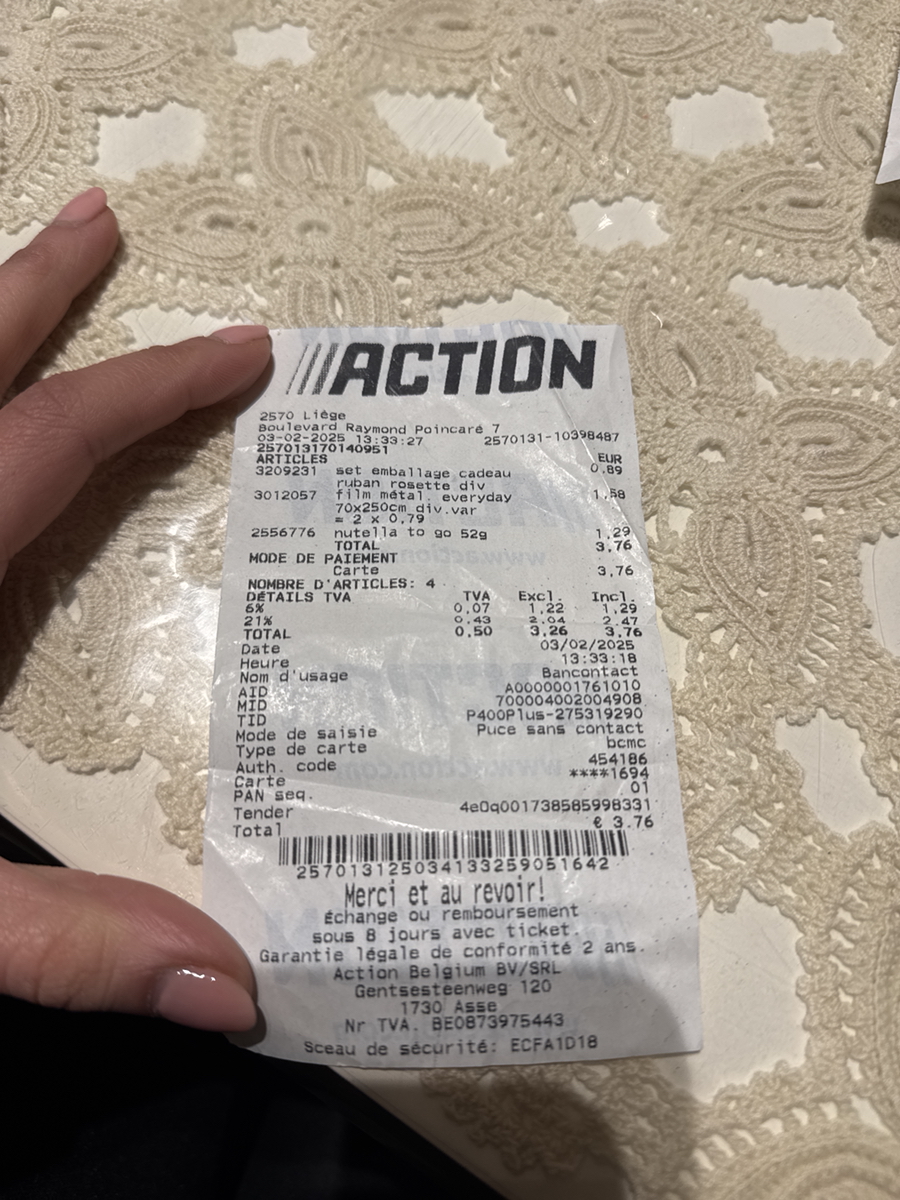 ACTION
2570 Liège
Boulevard Raymond Poincaré 7
03-02-2025 13:33:27 2570131-10398487
257013170140951
ARTICLES EUR
3209231 set emballage cadeau 0.89
ruban rosette div
3012057 film métal. everyday 1,58
70x250cm div.var
= 2 x 0,79
2556776 nutella to go 52g 1,29
TOTAL 3,76
MODE DE PAIEMENT
Carte 3,76
NOMBRE D'ARTICLES: 4
DÉTAILS TVA TVA Excl. Incl.
6% 0,07 1,22 1,29
21% 0,43 2,04 2,47
TOTAL 0,50 3,26 3,76
Date 03/02/2025
Heure 13:33:18
Nom d'usage Bancontact
AID A0000001761010
MID 700004002004908
TID P400Plus-275319290
Mode de saisie Puce sans contact
Type de carte bcmc
Auth. code 454186
Carte ****1694
PAN seq. 01
Tender 4e0q001738585998331
Total € 3.76
257013125034133259051642
Merci et au revoir!
Échange ou remboursement
sous 8 jours avec ticket.
Garantie légale de conformité 2 ans.
Action Belgium BV/SRL
Gentsesteenweg 120
1730 Asse
Nr TVA. BE0873975443
Sceau de sécurité: ECFA1D18